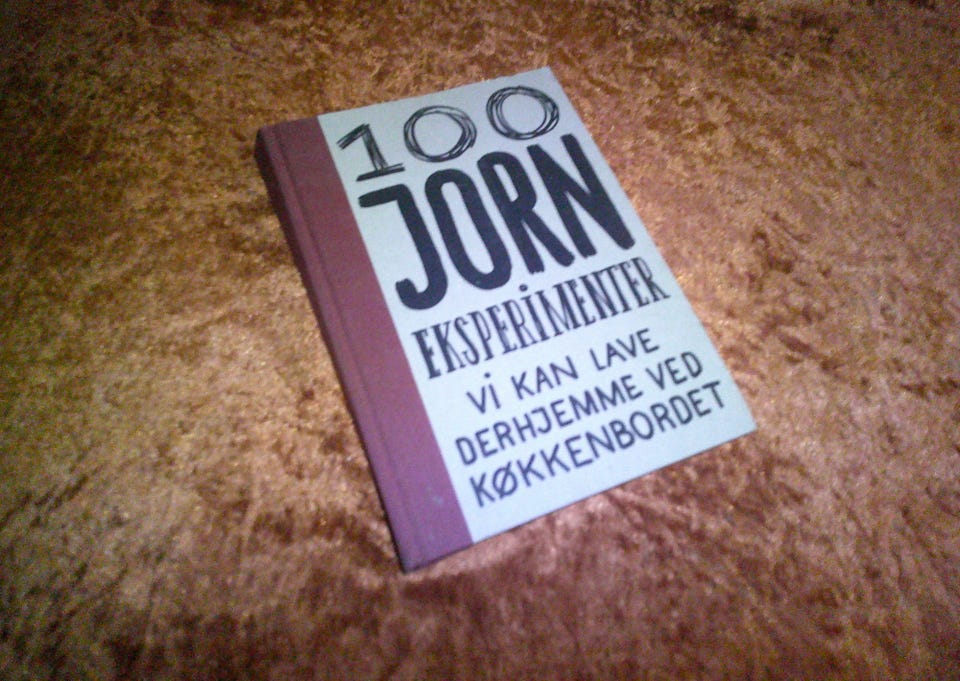 100
JORN
EKSPERiMENTER
Vi KAN LAVE
DERHJEMME VED
KØKKENBORDET